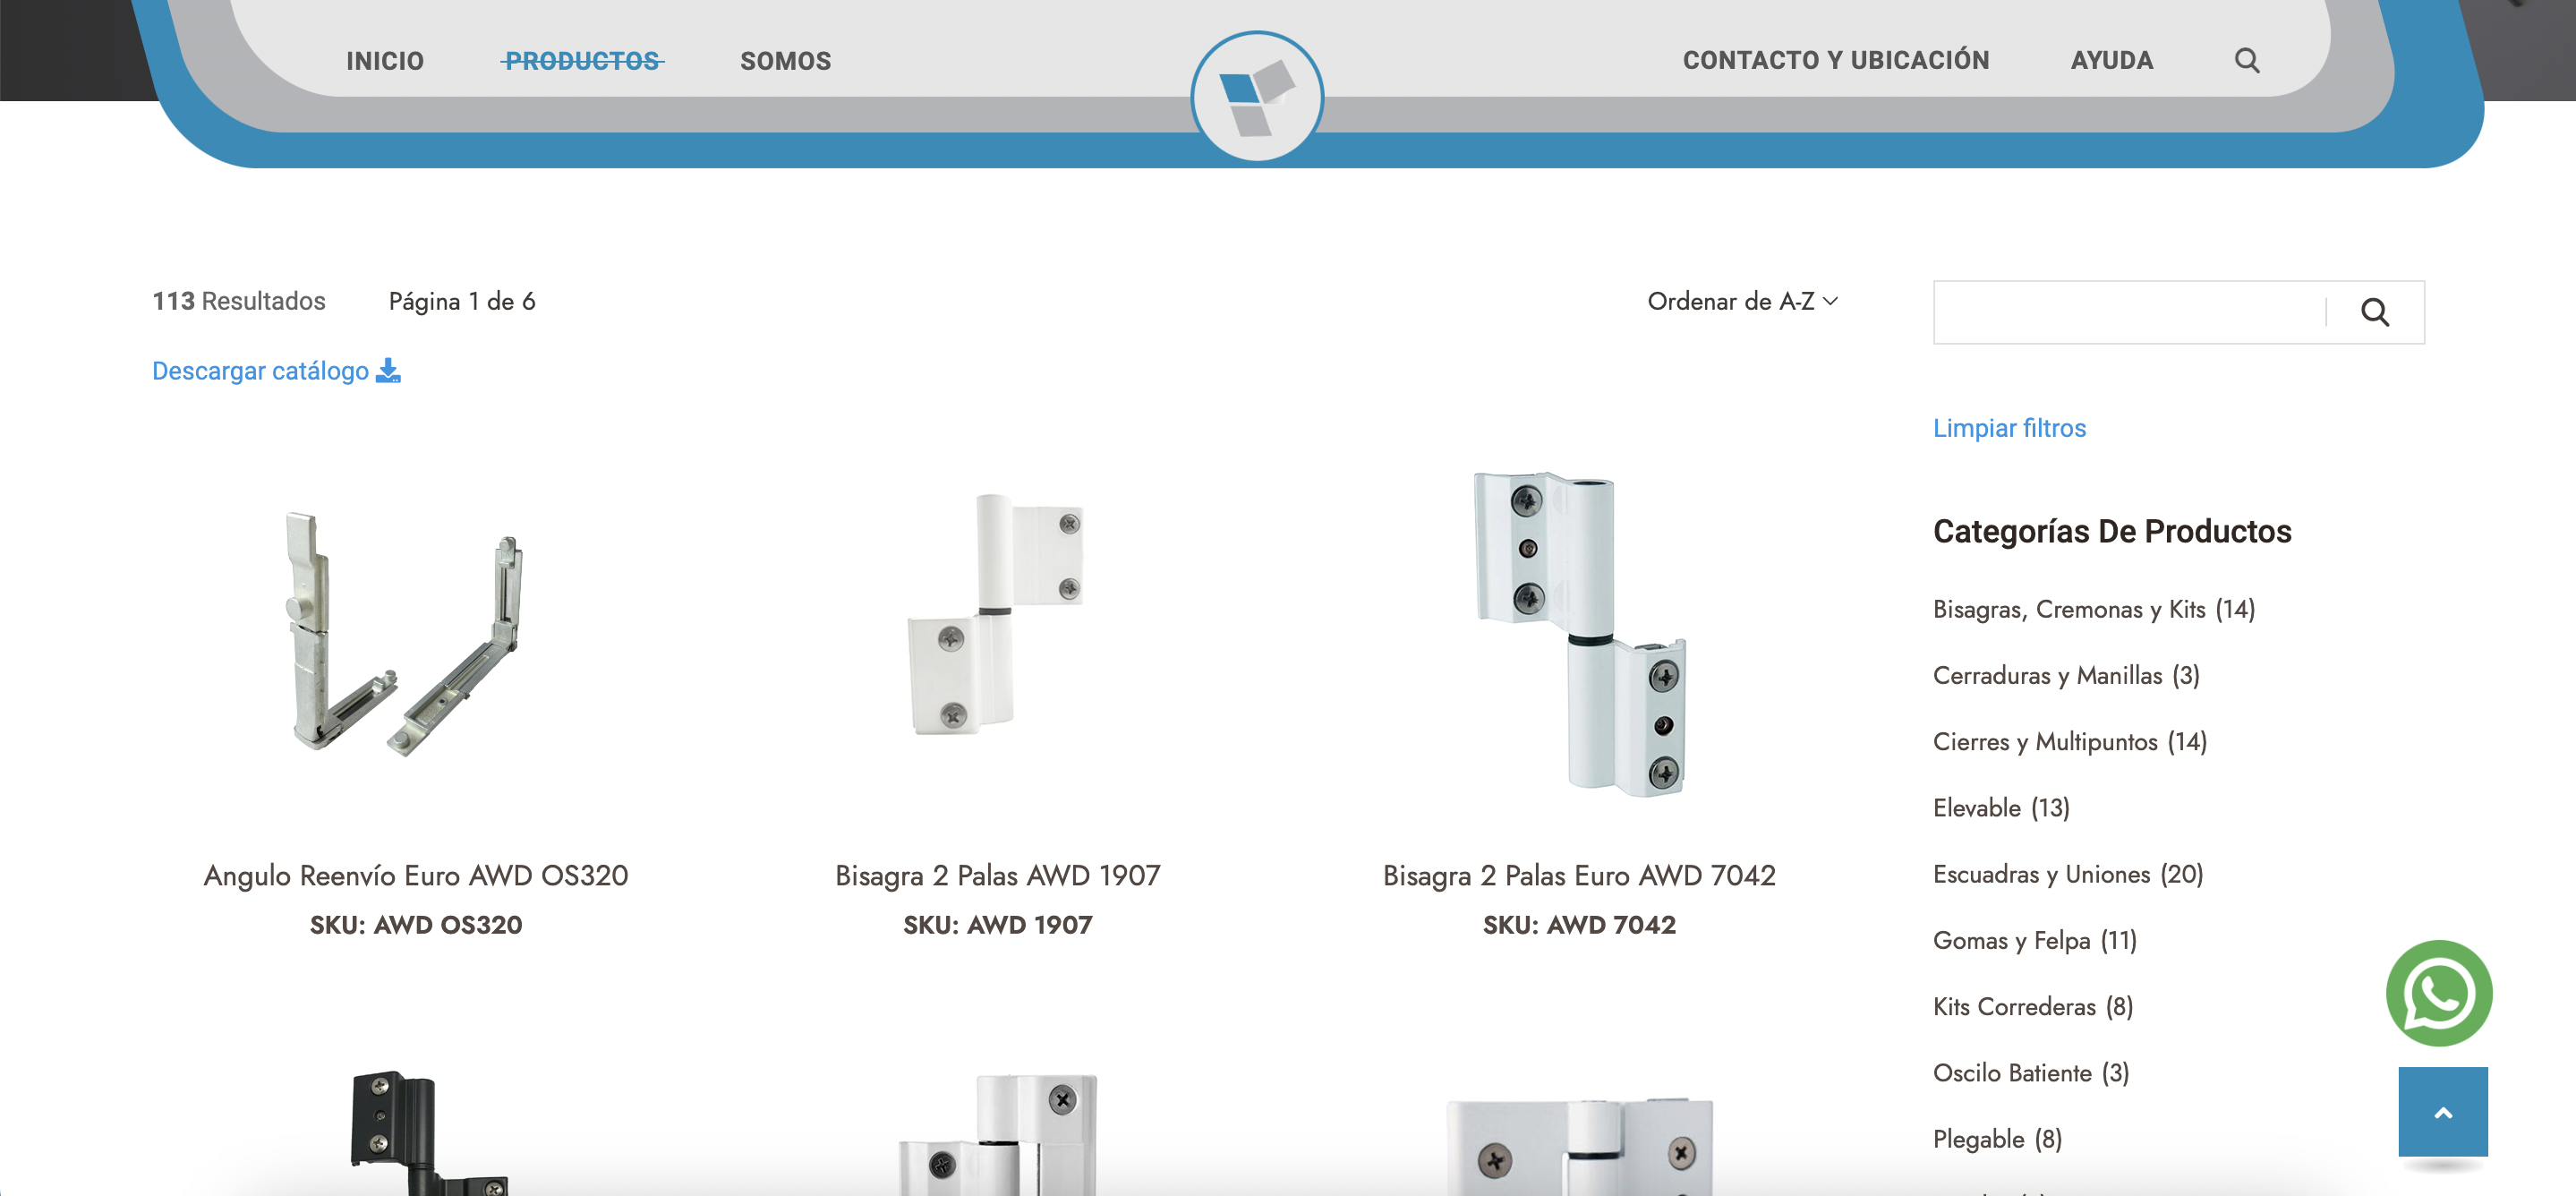 INICIO PRODUCTOS SOMOS CONTACTO Y UBICACIÓN AYUDA
113 Resultados Página 1 de 6 Ordenar de A-Z
Descargar catálogo
Limpiar filtros
Categorías De Productos
Bisagras, Cremonas y Kits (14)
Cerraduras y Manillas (3)
Cierres y Multipuntos (14)
Elevable (13)
Escuadras y Uniones (20)
Gomas y Felpa (11)
Kits Correderas (8)
Oscilo Batiente (3)
Plegable (8)
Angulo Reenvío Euro AWD OS320
SKU: AWD OS320
Bisagra 2 Palas AWD 1907
SKU: AWD 1907
Bisagra 2 Palas Euro AWD 7042
SKU: AWD 7042